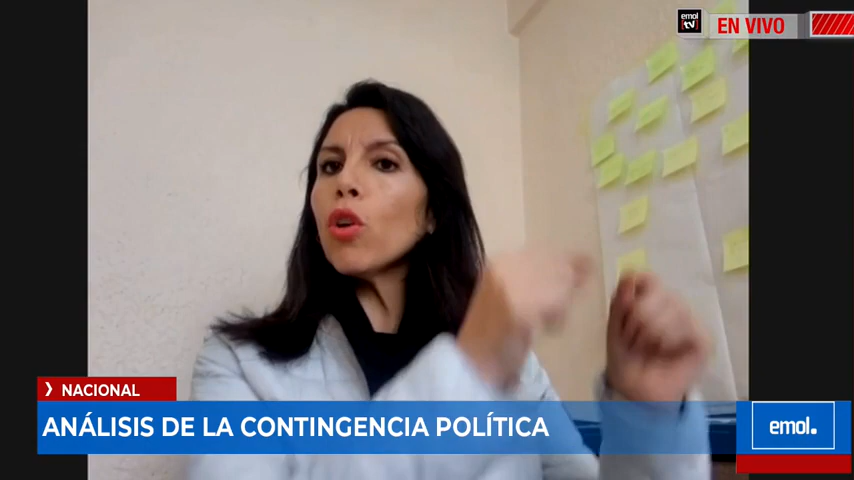 emol
[tv]
EN VIVO
❯ NACIONAL
ANÁLISIS DE LA CONTINGENCIA POLÍTICA
emol.